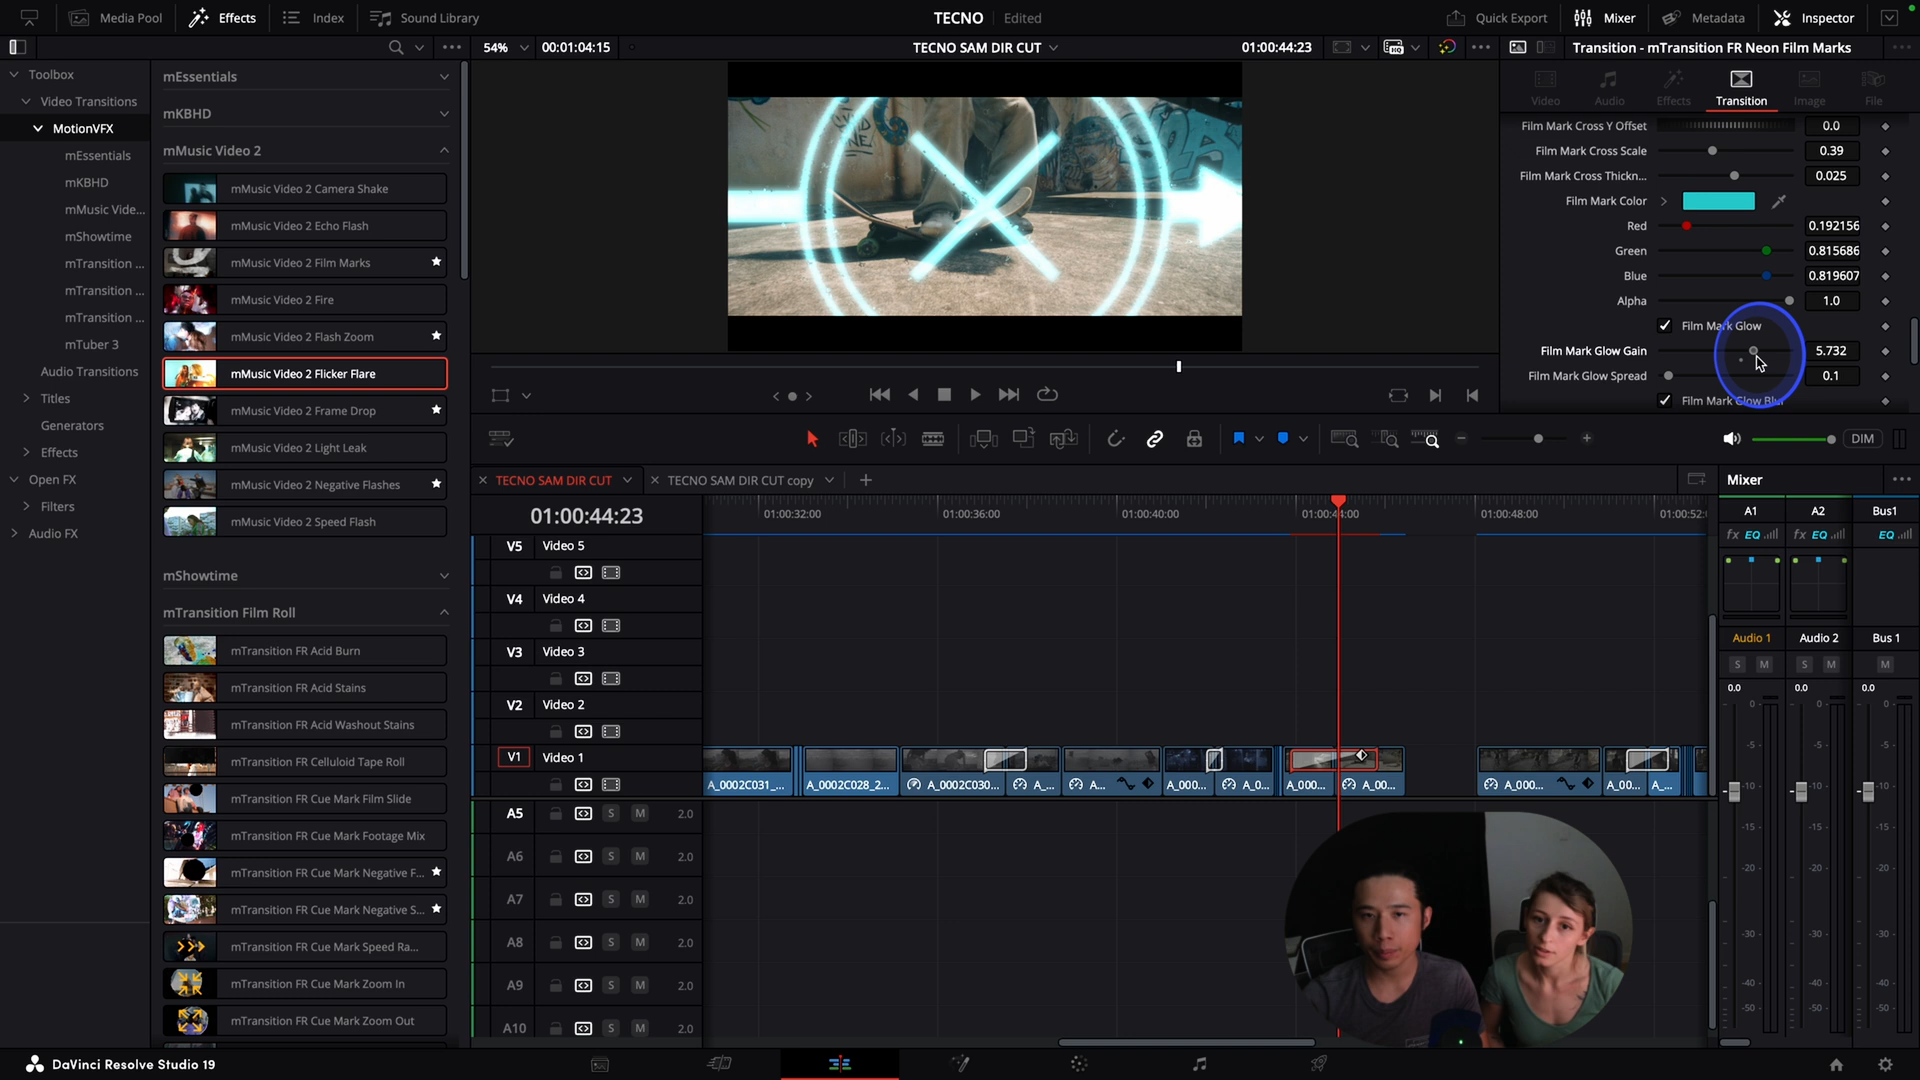 Media Pool
Effects
Index
Sound Library
TECNO
Edited
Quick Export
Mixer
Metadata
Inspector
54%
00:01:04:15
TECNO SAM DIR CUT
01:00:44:23
Transition - mTransition FR Neon Film Marks
Toolbox
Video Transitions
MotionVFX
mEssentials
mKBHD
mMusic Vide...
mShowtime
mTransition ...
mTransition ...
mTransition ...
mTuber 3
Audio Transitions
Titles
Generators
Effects
Open FX
Filters
Audio FX
mEssentials
mKBHD
mMusic Video 2
mMusic Video 2 Camera Shake
mMusic Video 2 Echo Flash
mMusic Video 2 Film Marks
mMusic Video 2 Fire
mMusic Video 2 Flash Zoom
mMusic Video 2 Flicker Flare
mMusic Video 2 Frame Drop
mMusic Video 2 Light Leak
mMusic Video 2 Negative Flashes
mMusic Video 2 Speed Flash
mShowtime
mTransition Film Roll
mTransition FR Acid Burn
mTransition FR Acid Stains
mTransition FR Acid Washout Stains
mTransition FR Celluloid Tape Roll
mTransition FR Cue Mark Film Slide
mTransition FR Cue Mark Footage Mix
mTransition FR Cue Mark Negative F...
mTransition FR Cue Mark Negative S...
mTransition FR Cue Mark Speed Ra...
mTransition FR Cue Mark Zoom In
mTransition FR Cue Mark Zoom Out
Video
Audio
Effects
Transition
Image
File
Film Mark Cross Y Offset 0.0
Film Mark Cross Scale 0.39
Film Mark Cross Thickn... 0.025
Film Mark Color
Red 0.192156
Green 0.815686
Blue 0.819607
Alpha 1.0
Film Mark Glow
Film Mark Glow Gain 5.732
Film Mark Glow Spread 0.1
Film Mark Glow Blur
DIM
TECNO SAM DIR CUT
TECNO SAM DIR CUT copy
01:00:44:23
01:00:32:00
01:00:36:00
01:00:40:00
01:00:44:00
01:00:48:00
01:00:52:
V5 Video 5
V4 Video 4
V3 Video 3
V2 Video 2
V1 Video 1
A_0002C031_...
A_0002C028_2...
A_0002C030...
A_...
A...
A_000...
A_0...
A_000...
A_00...
A_000...
A_00...
A_...
A5 S M 2.0
A6 S M 2.0
A7 S M 2.0
A8 S M 2.0
A9 S M 2.0
A10 S M 2.0
Mixer
A1 A2 Bus1
fx EQ fx EQ EQ
Audio 1 Audio 2 Bus 1
S M S M M
0.0 0.0 0.0
0 0 0
-5 -5 -5
-10 -10 -10
-15 -15 -15
-20 -20 -20
-30 -30 -30
-40 -40 -40
-50 -50 -50
DaVinci Resolve Studio 19